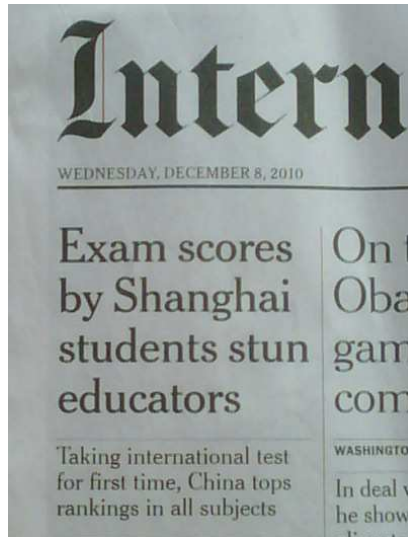 Intern
WEDNESDAY, DECEMBER 8, 2010
Exam scores
by Shanghai
students stun
educators
Taking international test
for first time, China tops
rankings in all subjects
On t
Oba
gam
com
WASHINGTO
In deal w
he show